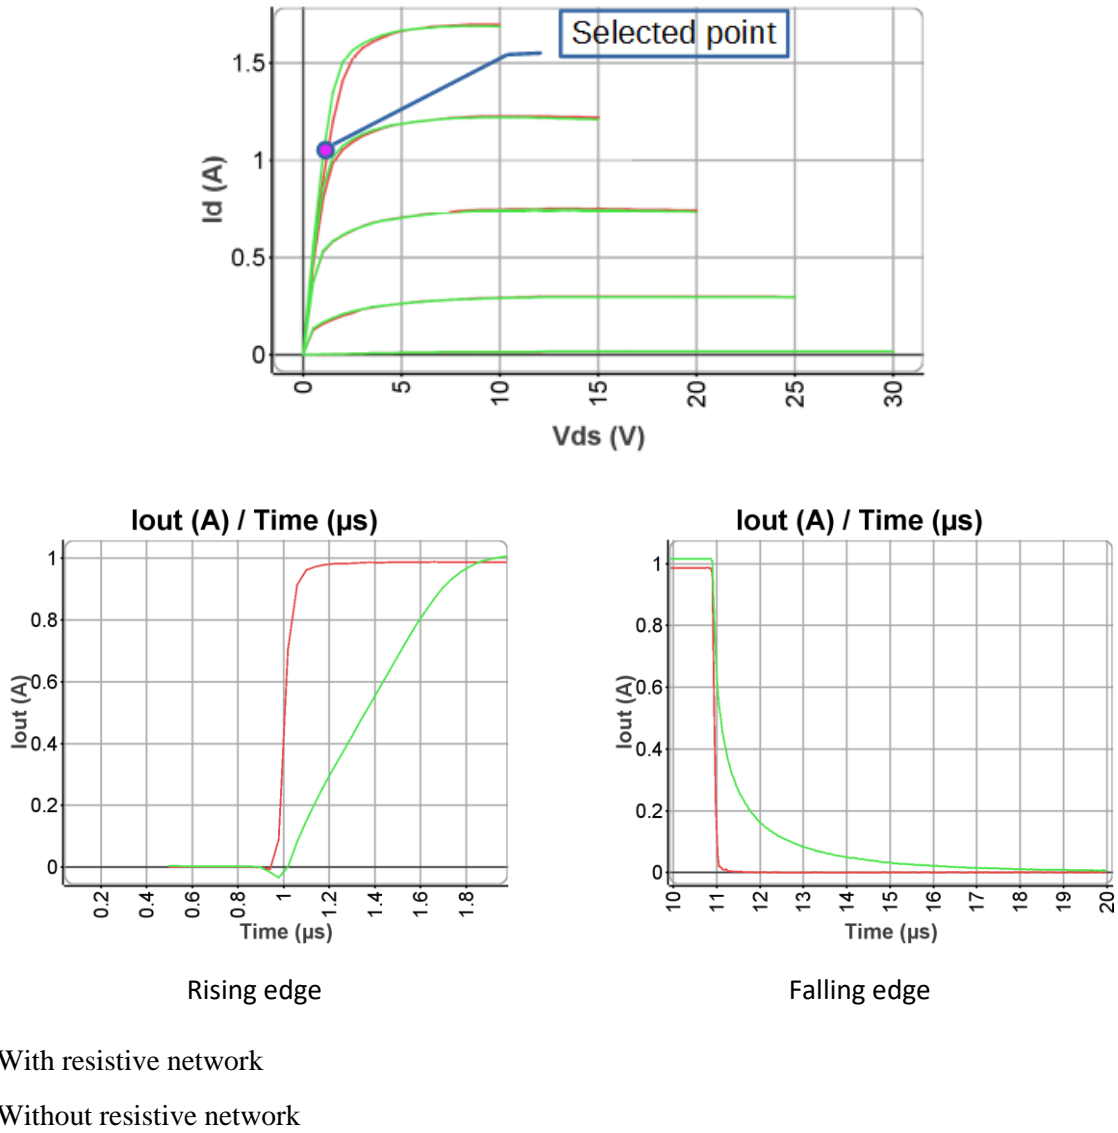 Selected point
1.5
1
0.5
0
Id (A)
0 5 10 15 20 25 30
Vds (V)
Iout (A) / Time (µs)
1
0.8
0.6
0.4
0.2
0
Iout (A)
0.2 0.4 0.6 0.8 1 1.2 1.4 1.6 1.8
Time (µs)
Rising edge
Iout (A) / Time (µs)
1
0.8
0.6
0.4
0.2
0
Iout (A)
10 11 12 13 14 15 16 17 18 19 20
Time (µs)
Falling edge
With resistive network
Without resistive network